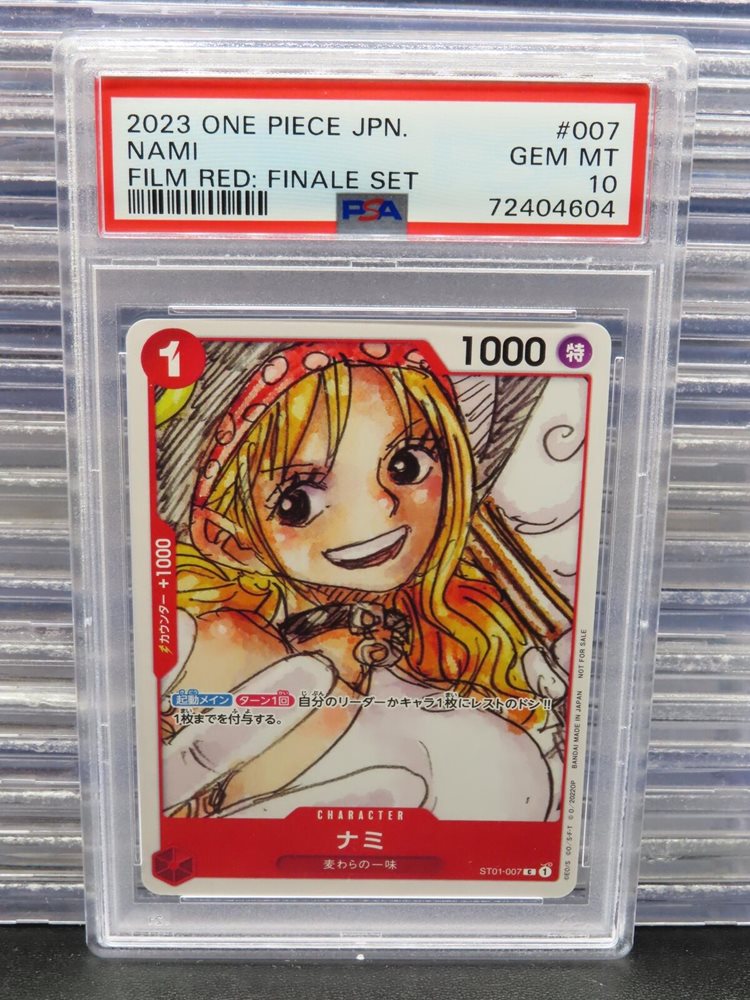 2023 ONE PIECE JPN. #007
NAMI GEM MT
FILM RED: FINALE SET 10
PSA 72404604
1 1000 特
カウンター +1000
起動メイン ターン1回 自分のリーダーかキャラ1枚にレストのドン!!
1枚までを付与する。
CHARACTER
ナミ
麦わらの一味
ST01-007 C 1
BANDAI MADE IN JAPAN NOT FOR SALE